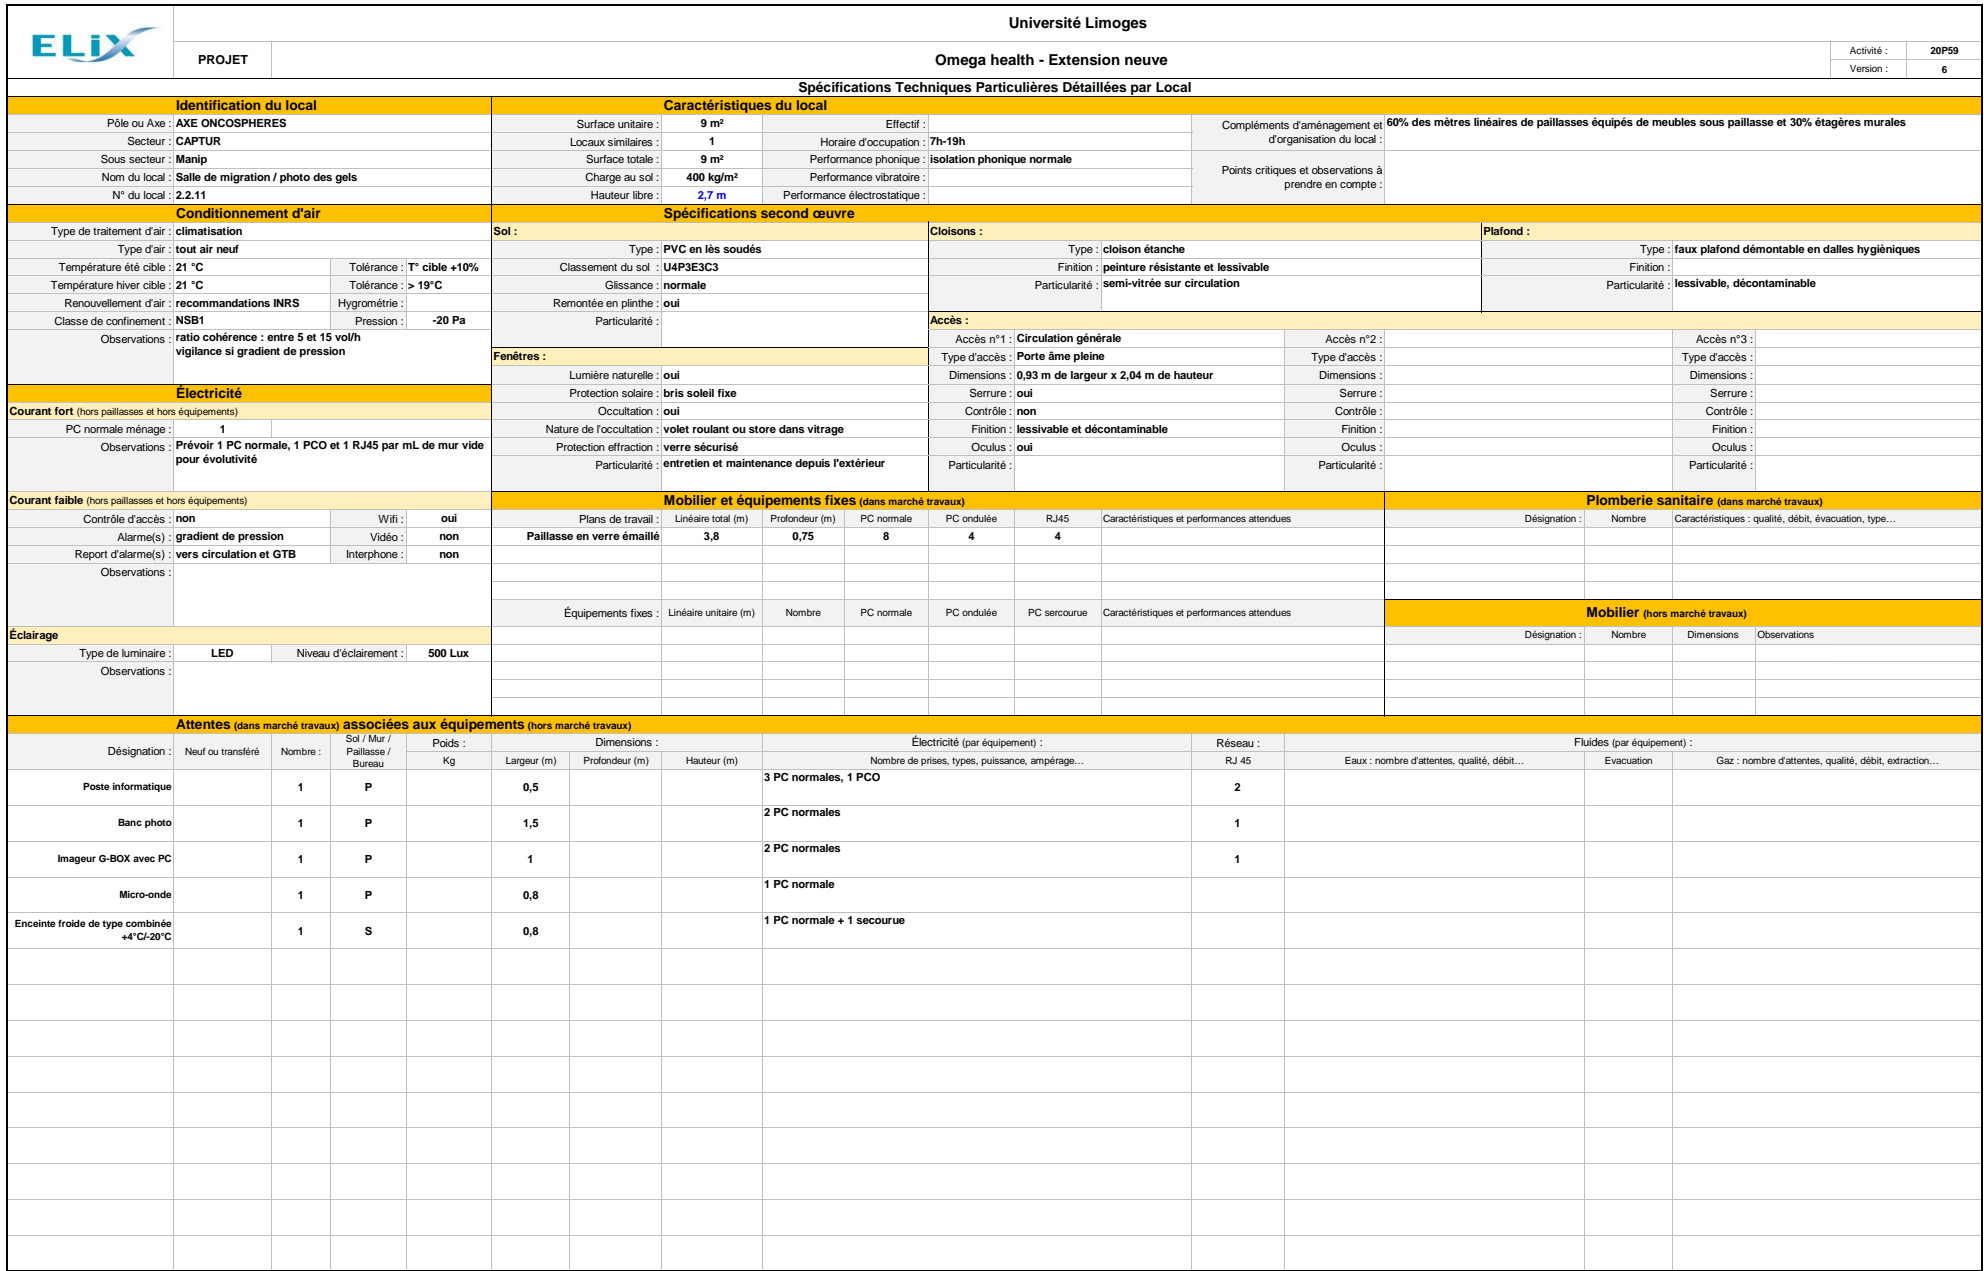 ELiX
Université Limoges
PROJET
Omega health - Extension neuve
Activité : 20P59
Version : 6
Spécifications Techniques Particulières Détaillées par Local
Identification du local
Pôle ou Axe : AXE ONCOSPHERES
Secteur : CAPTUR
Sous secteur : Manip
Nom du local : Salle de migration / photo des gels
N° du local : 2.2.11
Caractéristiques du local
Surface unitaire : 9 m² Effectif :
Locaux similaires : 1 Horaire d'occupation : 7h-19h
Surface totale : 9 m² Performance phonique : isolation phonique normale
Charge au sol : 400 kg/m² Performance vibratoire :
Hauteur libre : 2,7 m Performance électrostatique :
Compléments d'aménagement et d'organisation du local : 60% des mètres linéaires de paillasses équipés de meubles sous paillasse et 30% étagères murales
Points critiques et observations à prendre en compte :
Conditionnement d'air
Type de traitement d'air : climatisation
Type d'air : tout air neuf
Température été cible : 21 °C Tolérance : T° cible +10%
Température hiver cible : 21 °C Tolérance : > 19°C
Renouvellement d'air : recommandations INRS Hygrométrie :
Classe de confinement : NSB1 Pression : -20 Pa
Observations : ratio cohérence : entre 5 et 15 vol/h
vigilance si gradient de pression
Électricité
Courant fort (hors paillasses et hors équipements)
PC normale ménage : 1
Observations : Prévoir 1 PC normale, 1 PCO et 1 RJ45 par mL de mur vide
pour évolutivité
Courant faible (hors paillasses et hors équipements)
Contrôle d'accès : non Wifi : oui
Alarme(s) : gradient de pression Vidéo : non
Report d'alarme(s) : vers circulation et GTB Interphone : non
Observations :
Éclairage
Type de luminaire : LED Niveau d'éclairement : 500 Lux
Observations :
Spécifications second œuvre
Sol :
Type : PVC en lès soudés
Classement du sol : U4P3E3C3
Glissance : normale
Remontée en plinthe : oui
Particularité :
Fenêtres :
Lumière naturelle : oui
Protection solaire : bris soleil fixe
Occultation : oui
Nature de l'occultation : volet roulant ou store dans vitrage
Protection effraction : verre sécurisé
Particularité : entretien et maintenance depuis l'extérieur
Cloisons :
Type : cloison étanche
Finition : peinture résistante et lessivable
Particularité : semi-vitrée sur circulation
Plafond :
Type : faux plafond démontable en dalles hygièniques
Finition :
Particularité : lessivable, décontaminable
Accès :
Accès n°1 : Circulation générale Accès n°2 : Accès n°3 :
Type d'accès : Porte âme pleine Type d'accès : Type d'accès :
Dimensions : 0,93 m de largeur x 2,04 m de hauteur Dimensions : Dimensions :
Serrure : oui Serrure : Serrure :
Contrôle : non Contrôle : Contrôle :
Finition : lessivable et décontaminable Finition : Finition :
Oculus : oui Oculus : Oculus :
Particularité : Particularité : Particularité :
Mobilier et équipements fixes (dans marché travaux)
Plans de travail : Linéaire total (m) Profondeur (m) PC normale PC ondulée RJ45 Caractéristiques et performances attendues
Paillasse en verre émaillé 3,8 0,75 8 4 4
Équipements fixes : Linéaire unitaire (m) Nombre PC normale PC ondulée PC sercourue Caractéristiques et performances attendues
Plomberie sanitaire (dans marché travaux)
Désignation : Nombre Caractéristiques : qualité, débit, évacuation, type…
Mobilier (hors marché travaux)
Désignation : Nombre Dimensions Observations
Attentes (dans marché travaux) associées aux équipements (hors marché travaux)
Désignation : Neuf ou transféré Nombre : Sol / Mur / Paillasse / Bureau Poids : Dimensions : Électricité (par équipement) : Réseau : Fluides (par équipement) :
Kg Largeur (m) Profondeur (m) Hauteur (m) Nombre de prises, types, puissance, ampérage… RJ 45 Eaux : nombre d'attentes, qualité, débit… Evacuation Gaz : nombre d'attentes, qualité, débit, extraction…
Poste informatique 1 P 0,5 3 PC normales, 1 PCO 2
Banc photo 1 P 1,5 2 PC normales 1
Imageur G-BOX avec PC 1 P 1 2 PC normales 1
Micro-onde 1 P 0,8 1 PC normale
Enceinte froide de type combinée +4°C/-20°C 1 S 0,8 1 PC normale + 1 secourue